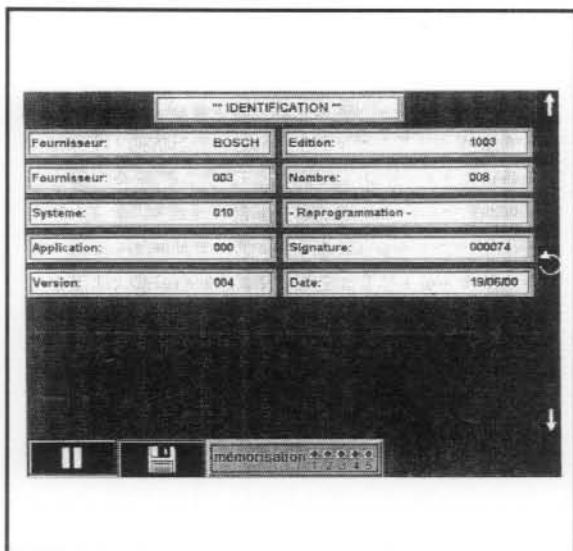 "" IDENTIFICATION ""
Fournisseur: BOSCH
Fournisseur: 003
Systeme: 010
Application: 000
Version: 004
Edition: 1003
Nombre: 008
- Reprogrammation -
Signature: 000074
Date: 19/06/00
mémorisation 1 2 3 4 5